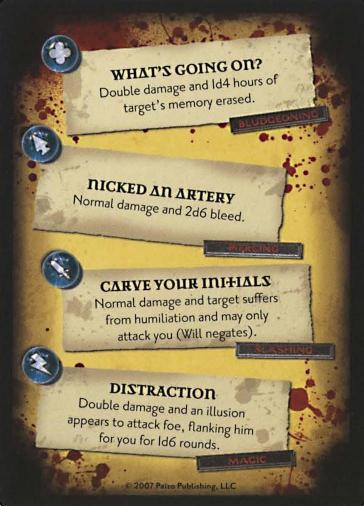 WHAT'S GOING ON?
Double damage and 1d4 hours of
target's memory erased.
BLUDGEONING
NICKED AN ARTERY
Normal damage and 2d6 bleed.
PIERCING
CARVE YOUR INITIALS
Normal damage and target suffers
from humiliation and may only
attack you (Will negates).
SLASHING
DISTRACTION
Double damage and an illusion
appears to attack foe, flanking him
for you for 1d6 rounds.
MAGIC
© 2007 Paizo Publishing, LLC